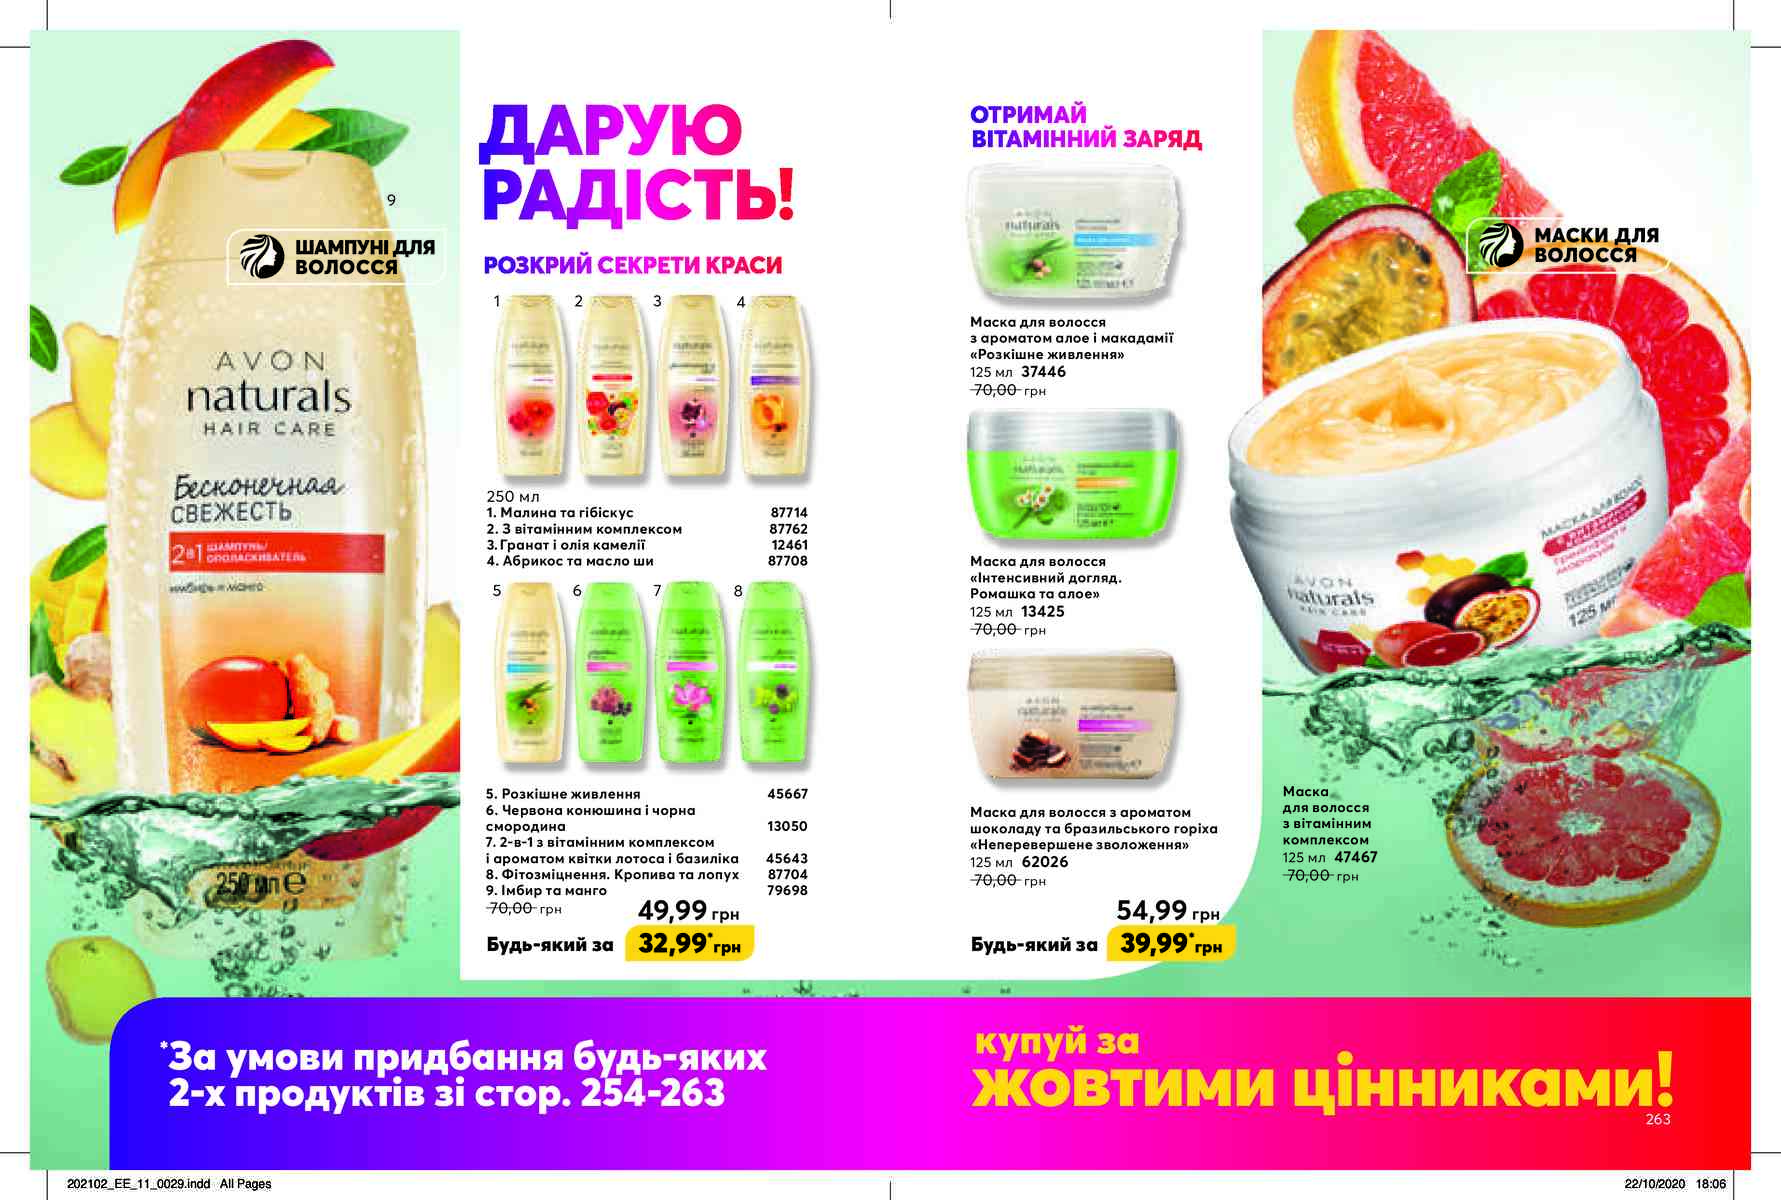 9
ШАМПУНІ ДЛЯ
ВОЛОССЯ
AVON
naturals
HAIR CARE
Бесконечная
СВЕЖЕСТЬ
2в1 ШАМПУНЬ/
ОПОЛАСКИВАТЕЛЬ
имбирь и манго
250 мл е
ДАРУЮ
РАДІСТЬ!
РОЗКРИЙ СЕКРЕТИ КРАСИ
1 2 3 4
250 мл
1. Малина та гібіскус 87714
2. З вітамінним комплексом 87762
3. Гранат і олія камелії 12461
4. Абрикос та масло ши 87708
5 6 7 8
5. Розкішне живлення 45667
6. Червона конюшина і чорна
смородина 13050
7. 2-в-1 з вітамінним комплексом
і ароматом квітки лотоса і базиліка 45643
8. Фітозміцнення. Кропива та лопух 87704
9. Імбир та манго 79698
70,00 грн 49,99 грн
Будь-який за 32,99* грн
ОТРИМАЙ
ВІТАМІННИЙ ЗАРЯД
AVON
naturals
Маска для волосся
з ароматом алое і макадамії
«Розкішне живлення»
125 мл 37446
70,00 грн
naturals
Маска для волосся
«Інтенсивний догляд.
Ромашка та алое»
125 мл 13425
70,00 грн
AVON
naturals
Маска для волосся з ароматом
шоколаду та бразильського горіха
«Неперевершене зволоження»
125 мл 62026
70,00 грн
54,99 грн
Будь-який за 39,99* грн
МАСКИ ДЛЯ
ВОЛОССЯ
МАСКА ДЛЯ ВОЛОС
AVON
naturals
HAIR CARE
125 мл
Маска
для волосся
з вітамінним
комплексом
125 мл 47467
70,00 грн
*За умови придбання будь-яких
2-х продуктів зі стор. 254-263
купуй за
жовтими цінниками!
263
202102_EE_11_0029.indd All Pages
22/10/2020 18:06